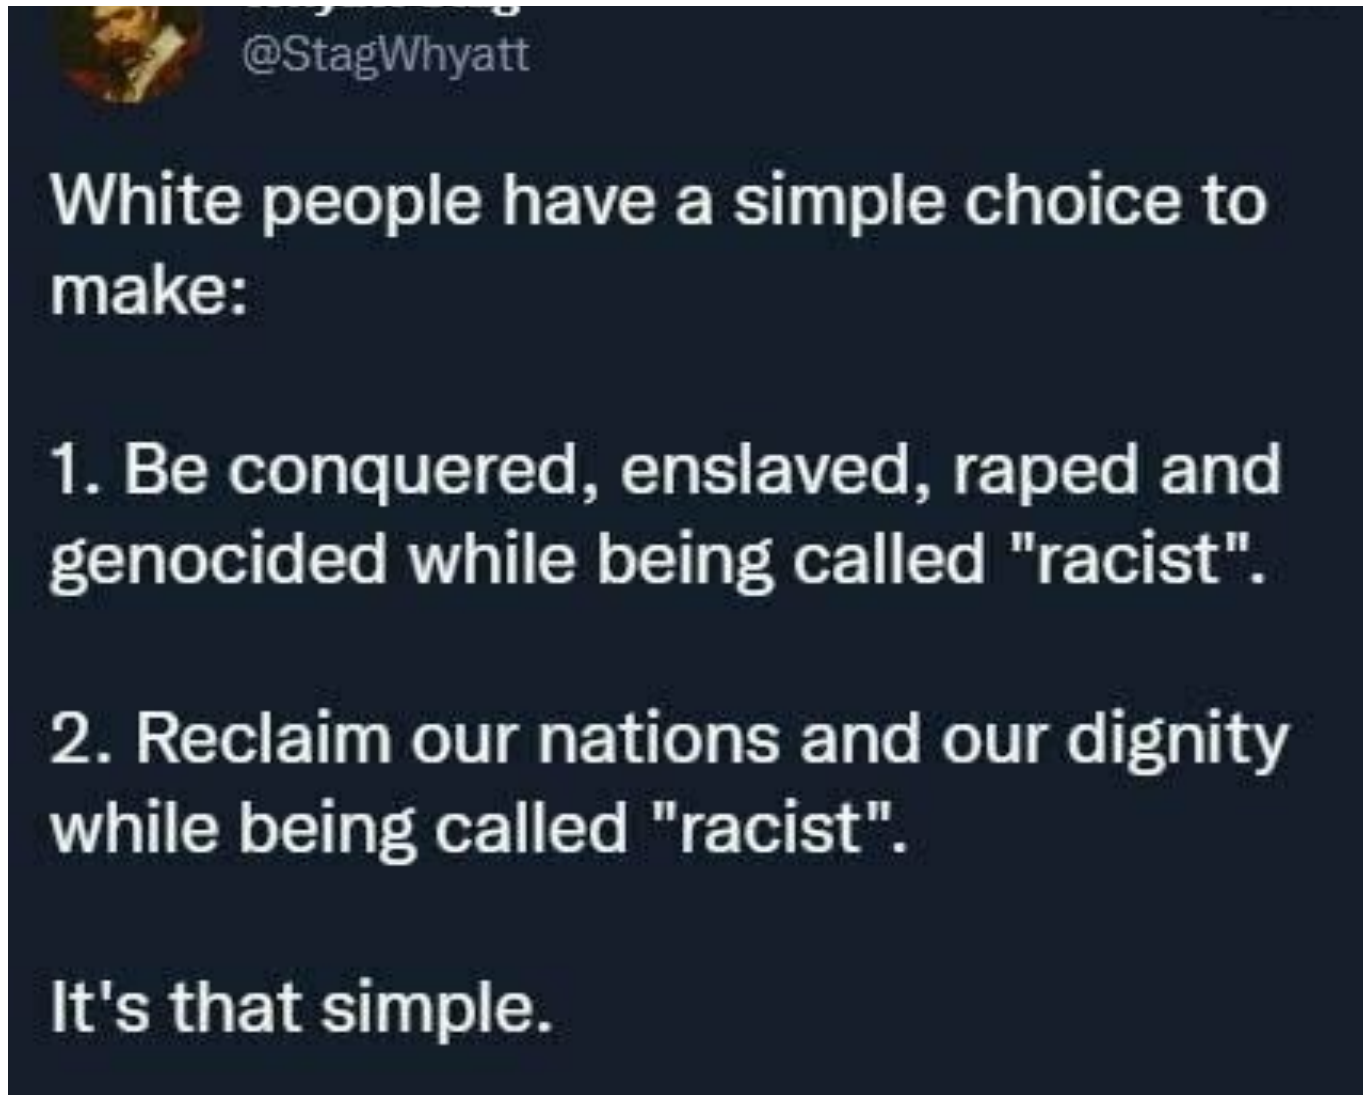 @StagWhyatt
White people have a simple choice to
make:
1. Be conquered, enslaved, raped and
genocided while being called "racist".
2. Reclaim our nations and our dignity
while being called "racist".
It's that simple.